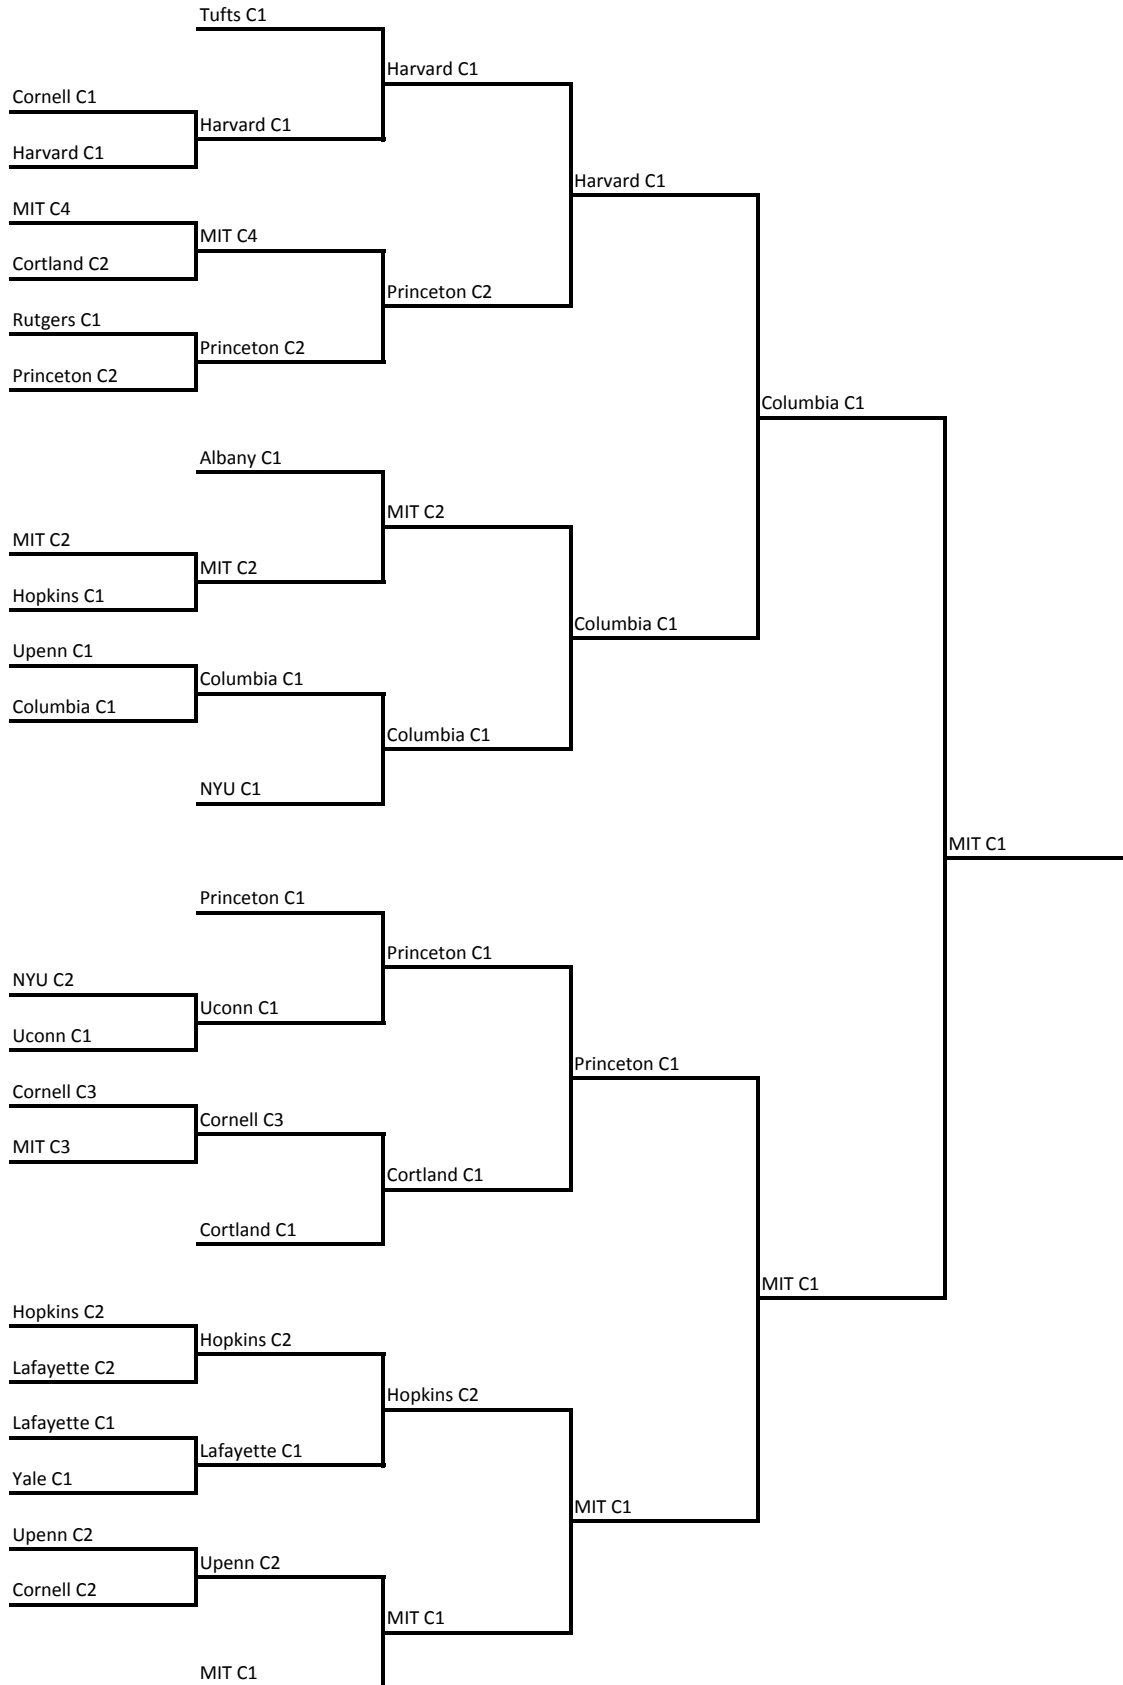 Tufts C1
Harvard C1
Cornell C1
Harvard C1
Harvard C1
Harvard C1
MIT C4
MIT C4
Cortland C2
Princeton C2
Rutgers C1
Princeton C2
Princeton C2
Columbia C1
Albany C1
MIT C2
MIT C2
MIT C2
Hopkins C1
Columbia C1
Upenn C1
Columbia C1
Columbia C1
Columbia C1
NYU C1
MIT C1
Princeton C1
Princeton C1
NYU C2
Uconn C1
Uconn C1
Princeton C1
Cornell C3
Cornell C3
MIT C3
Cortland C1
Cortland C1
MIT C1
Hopkins C2
Hopkins C2
Lafayette C2
Hopkins C2
Lafayette C1
Lafayette C1
Yale C1
MIT C1
Upenn C2
Upenn C2
Cornell C2
MIT C1
MIT C1